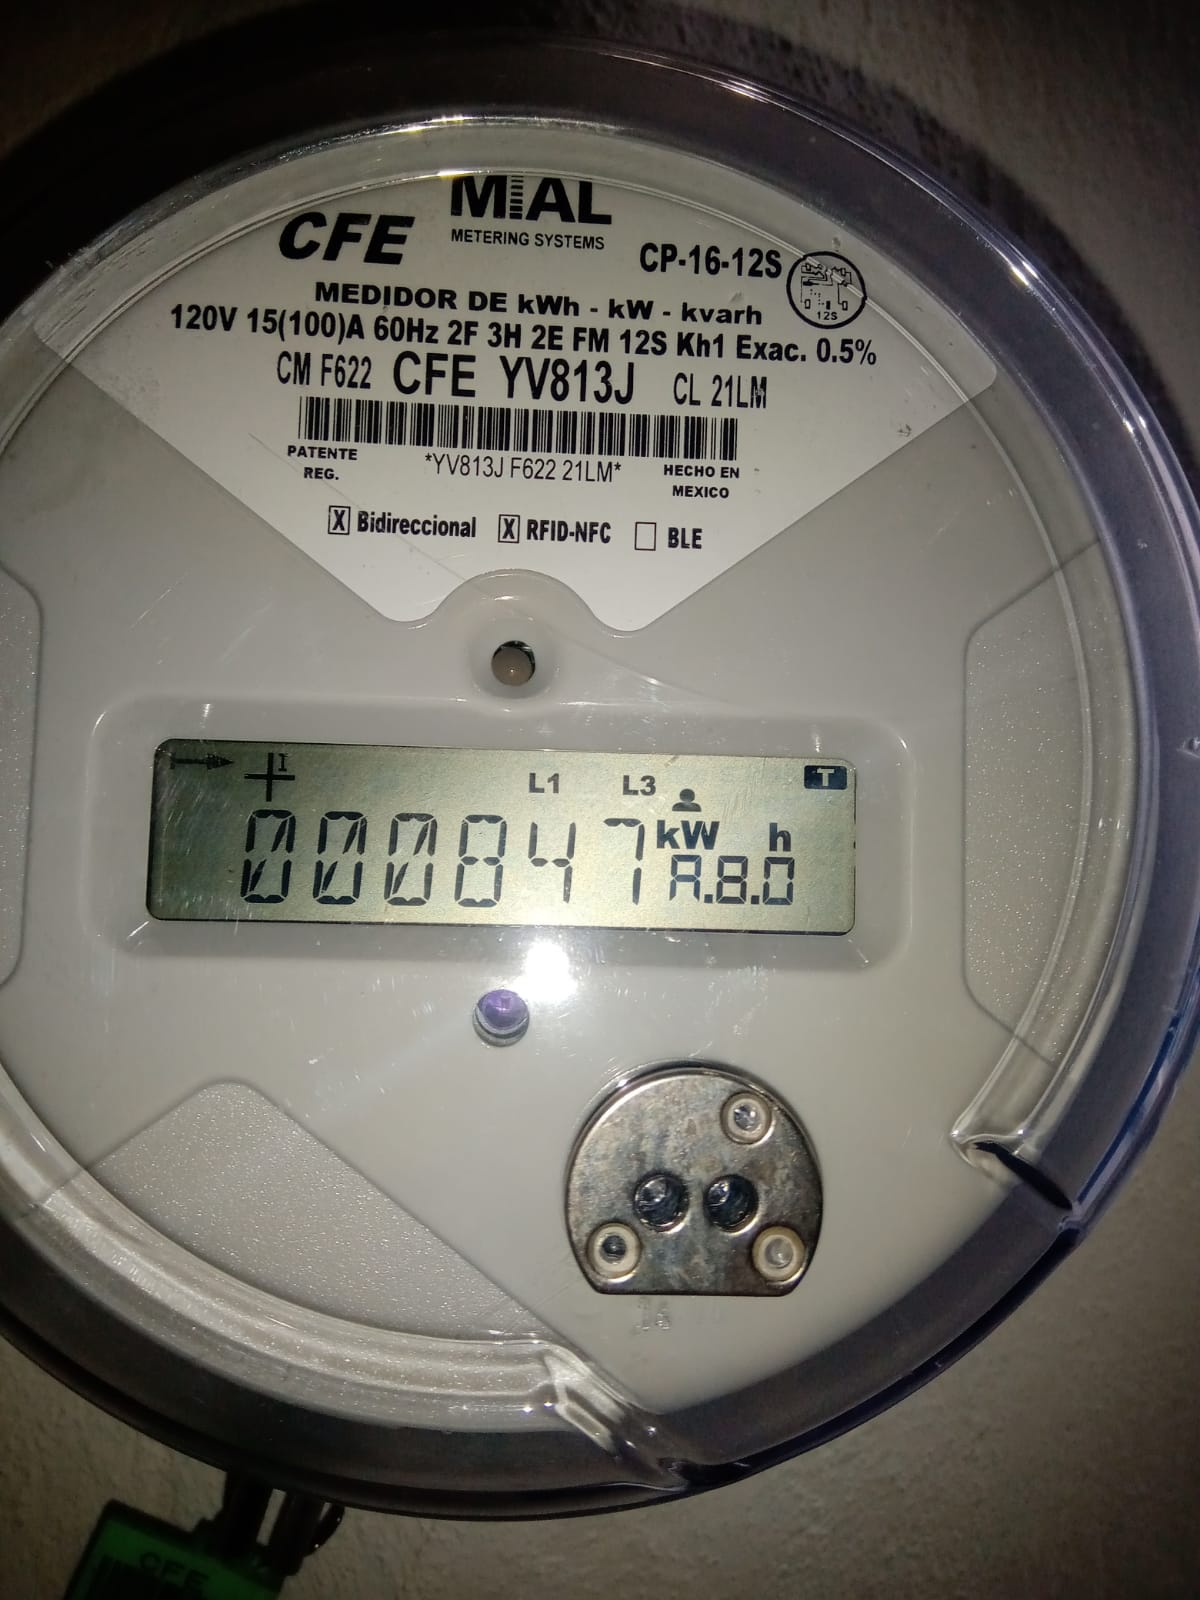 MIAL
CFE
METERING SYSTEMS
CP-16-12S
12S
MEDIDOR DE kWh - kW - kvarh
120V 15(100)A 60Hz 2F 3H 2E FM 12S Kh1 Exac. 0.5%
CM F622 CFE YV813J CL 21LM
PATENTE REG.
*YV813J F622 21LM*
HECHO EN MEXICO
X Bidireccional X RFID-NFC BLE
I L1 L3 T
000847 kW h
A.8.0
CFE